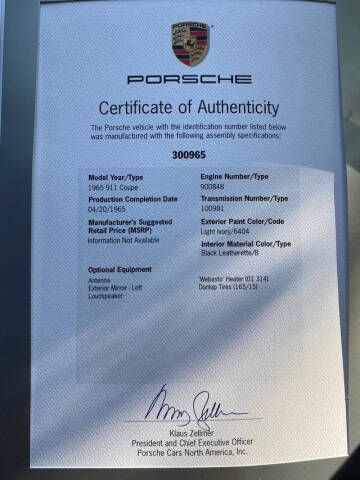 PORSCHE
PORSCHE
Certificate of Authenticity
The Porsche vehicle with the identification number listed below
was manufactured with the following assembly specifications:
300965
Model Year/Type
1965 911 Coupe
Production Completion Date
04/20/1965
Manufacturer's Suggested
Retail Price (MSRP)
Information Not Available
Engine Number/Type
900848
Transmission Number/Type
100981
Exterior Paint Color/Code
Light Ivory/6404
Interior Material Color/Type
Black Leatherette/B
Optional Equipment
Antenna
Exterior Mirror - Left
Loudspeaker
Webasto' Heater (01 314)
Dunlop Tires (165/15)
Klaus Zellmer
President and Chief Executive Officer
Porsche Cars North America, Inc.